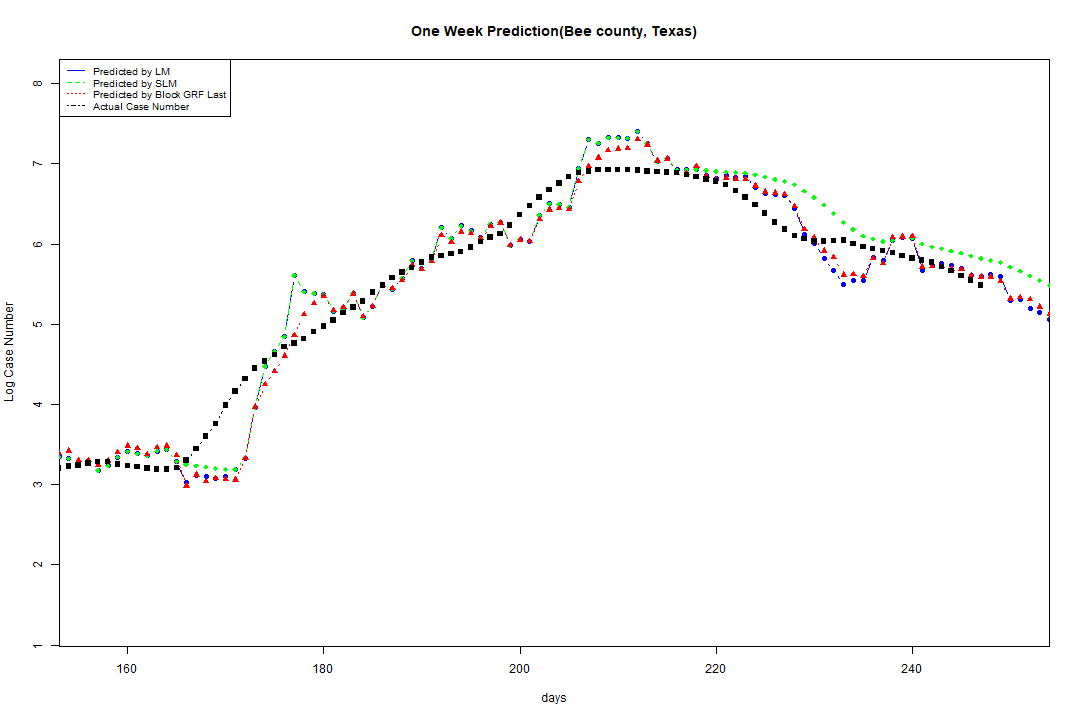 One Week Prediction(Bee county, Texas)
Predicted by LM
Predicted by SLM
Predicted by Block GRF Last
Actual Case Number
8
7
6
5
4
3
2
1
Log Case Number
160 180 200 220 240
days